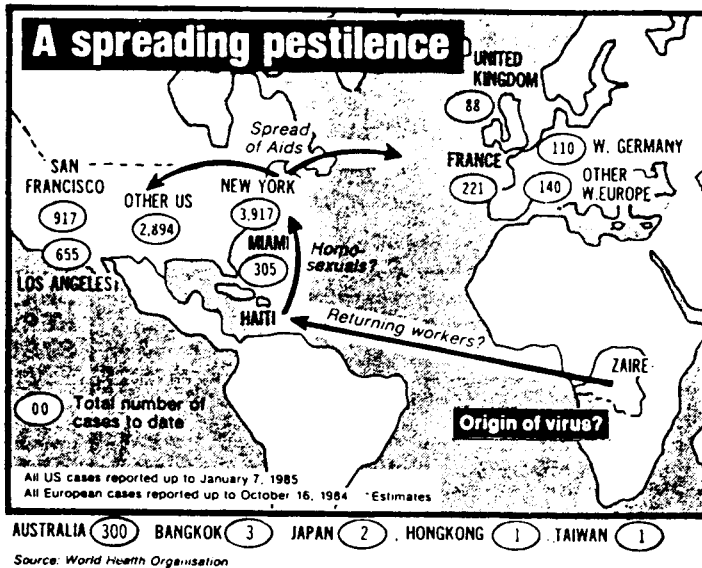 A spreading pestilence
UNITED
KINGDOM
88
Spread
of Aids
110 W. GERMANY
FRANCE
221
140
OTHER
W.EUROPE
SAN
FRANCISCO
917
OTHER US
2,894
NEW YORK
3,917
655
LOS ANGELES
MIAMI
305
Homo-
sexuals?
HAITI
Returning workers?
ZAIRE
Origin of virus?
00 Total number of
cases to date
All US cases reported up to January 7, 1985
All European cases reported up to October 16, 1984 *Estimates
AUSTRALIA 300 BANGKOK 3 JAPAN 2 . HONGKONG 1 . TAIWAN 1
Source: World Health Organisation